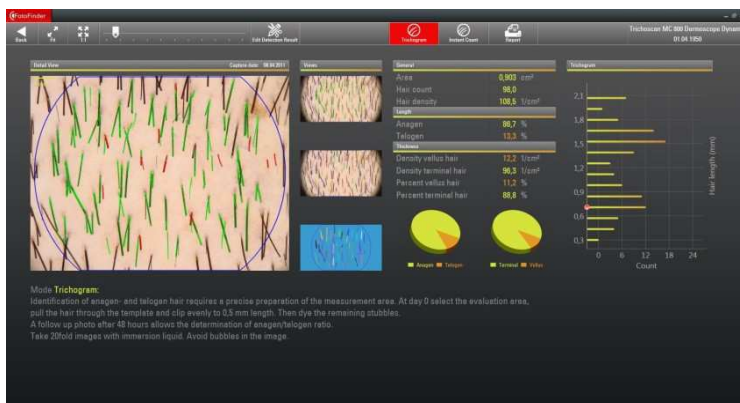 FotoFinder
Back
Fit
1:1
Edit Detection Result
Trichogram
Instant Count
Report
Trichoscan MC 800 Dermoscope Dynam
01.04.1950
Detail View
Capture date 08.04.2011
Views
General
Area 0,903 cm²
Hair count 98,0
Hair density 108,5 1/cm²
Length
Anagen 86,7 %
Telogen 13,3 %
Thickness
Density vellus hair 12,2 1/cm²
Density terminal hair 96,3 1/cm²
Percent vellus hair 11,2 %
Percent terminal hair 88,8 %
Anagen Telogen
Terminal Vellus
Trichogram
2,1
1,8
1,5
1,2
0,9
0,6
0,3
0 6 12 18 24
Count
Hair length (mm)
Mode Trichogram:
Identification of anagen- and telogen hair requires a precise preparation of the measurement area. At day 0 select the evaluation area,
pull the hair through the template and clip evenly to 0,5 mm length. Then dye the remaining stubbles.
A follow up photo after 48 hours allows the determination of anagen/telogen ratio.
Take 20fold images with immersion liquid. Avoid bubbles in the image.